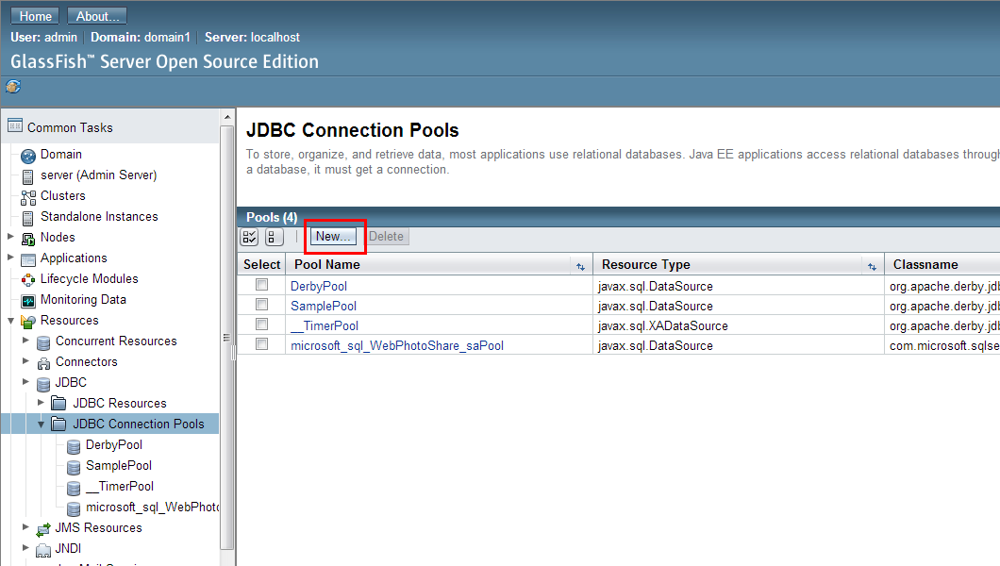 Home About...
User: admin Domain: domain1 Server: localhost
GlassFish™ Server Open Source Edition
Common Tasks
Domain
server (Admin Server)
Clusters
Standalone Instances
Nodes
Applications
Lifecycle Modules
Monitoring Data
Resources
Concurrent Resources
Connectors
JDBC
JDBC Resources
JDBC Connection Pools
DerbyPool
SamplePool
__TimerPool
microsoft_sql_WebPhoto
JMS Resources
JNDI
JDBC Connection Pools
To store, organize, and retrieve data, most applications use relational databases. Java EE applications access relational databases through
a database, it must get a connection.
Pools (4)
New... Delete
Select Pool Name Resource Type Classname
DerbyPool javax.sql.DataSource org.apache.derby.jdb
SamplePool javax.sql.DataSource org.apache.derby.jdb
__TimerPool javax.sql.XADataSource org.apache.derby.jdb
microsoft_sql_WebPhotoShare_saPool javax.sql.DataSource com.microsoft.sqlse